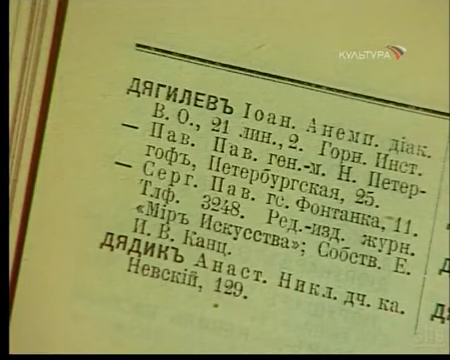 КУЛЬТУРА
ДЯГИЛЕВЪ Іоан. Анемп. діак.
В. О., 21 лин., 2. Горн. Инст.
— Пав. Пав. ген.-м. Н. Петер-
гофъ, Петербургская, 25.
— Серг. Пав. гс. Фонтанка, 11.
Тлф. 3248. Ред.-изд. журн.
«Міръ Искусства»; Собств. Е.
И. В. Канц.
ДЯДИКЪ Анаст. Никл. дч. ка.
Невскій, 129.